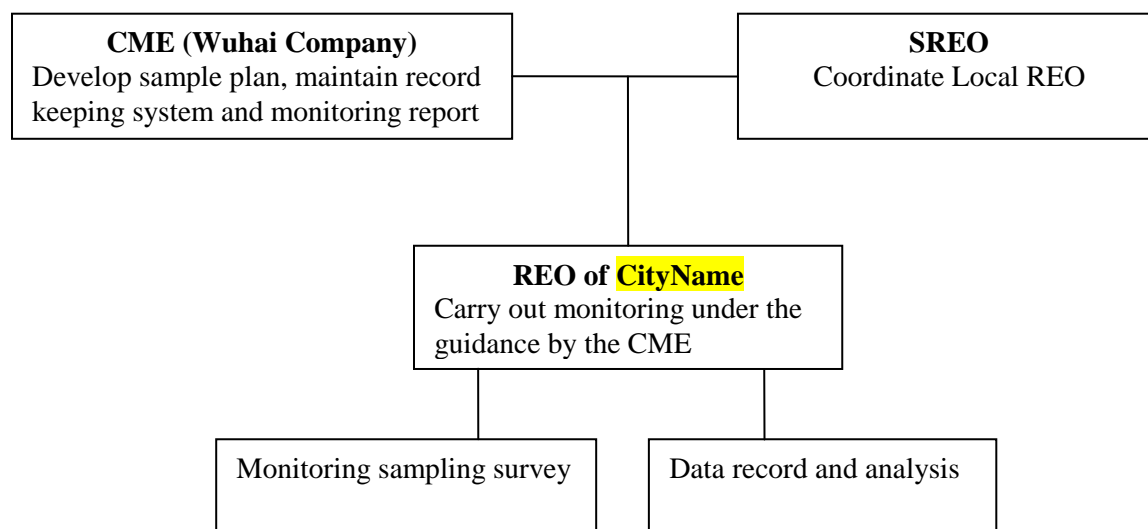 CME (Wuhai Company)
Develop sample plan, maintain record
keeping system and monitoring report
SREO
Coordinate Local REO
REO of CityName
Carry out monitoring under the
guidance by the CME
Monitoring sampling survey
Data record and analysis